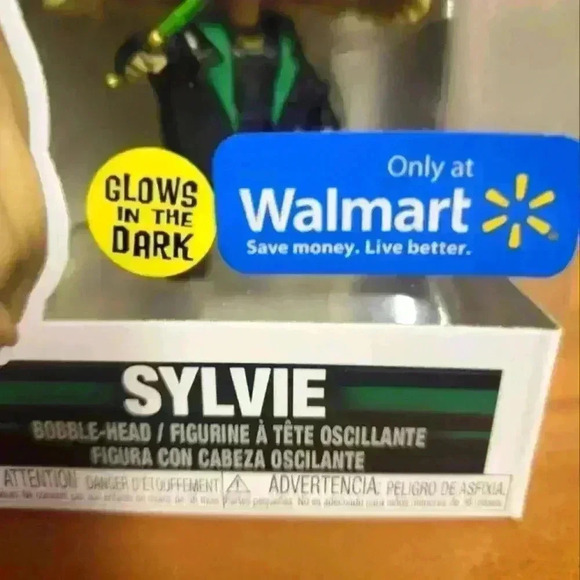 GLOWS
IN THE
DARK
Only at
Walmart
Save money. Live better.
SYLVIE
BOBBLE-HEAD / FIGURINE À TÊTE OSCILLANTE
FIGURA CON CABEZA OSCILANTE
ATTENTION DANGER D'ÉTOUFFEMENT ADVERTENCIA: PELIGRO DE ASFIXIA.